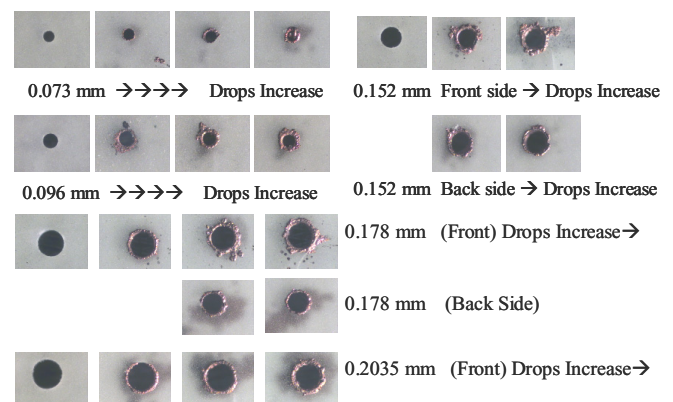 0.073 mm →→→→ Drops Increase
0.152 mm Front side → Drops Increase
0.096 mm →→→→ Drops Increase
0.152 mm Back side → Drops Increase
0.178 mm (Front) Drops Increase→
0.178 mm (Back Side)
0.2035 mm (Front) Drops Increase→